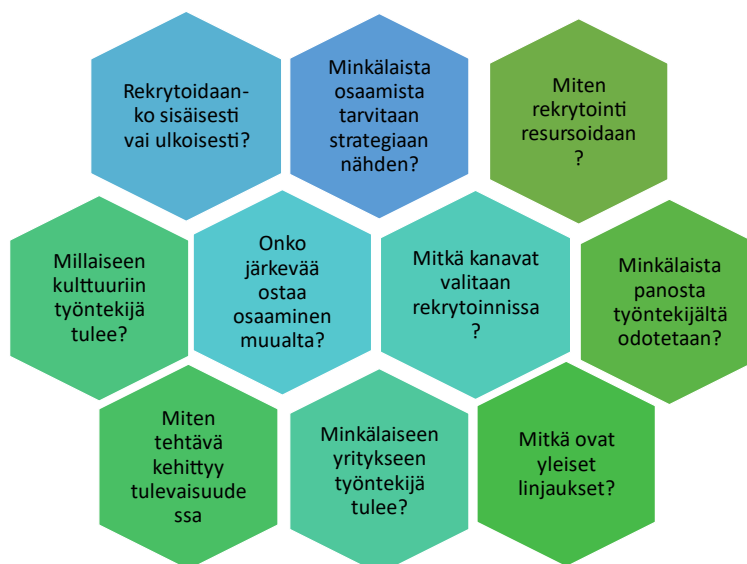 Rekrytoidaan-
ko sisäisesti
vai ulkoisesti?
Minkälaista
osaamista
tarvitaan
strategiaan
nähden?
Miten
rekrytointi
resursoidaan
?
Millaiseen
kulttuuriin
työntekijä
tulee?
Onko
järkevää
ostaa
osaaminen
muualta?
Mitkä kanavat
valitaan
rekrytoinnissa
?
Minkälaista
panosta
työntekijältä
odotetaan?
Miten
tehtävä
kehittyy
tulevaisuude
ssa
Minkälaiseen
yritykseen
työntekijä
tulee?
Mitkä ovat
yleiset
linjaukset?